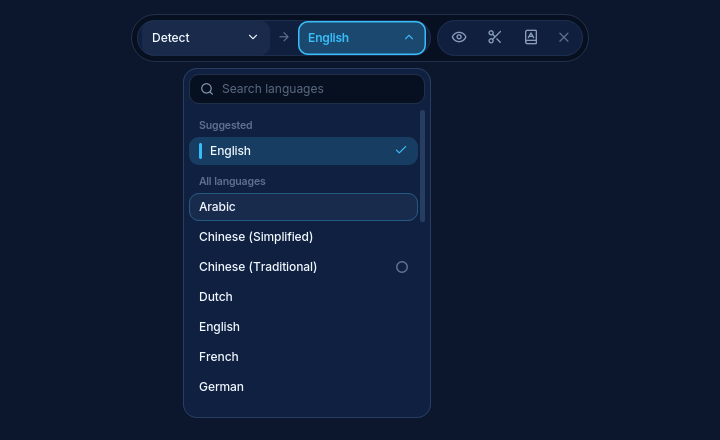 Detect
English
Search languages
Suggested
English
All languages
Arabic
Chinese (Simplified)
Chinese (Traditional)
Dutch
English
French
German